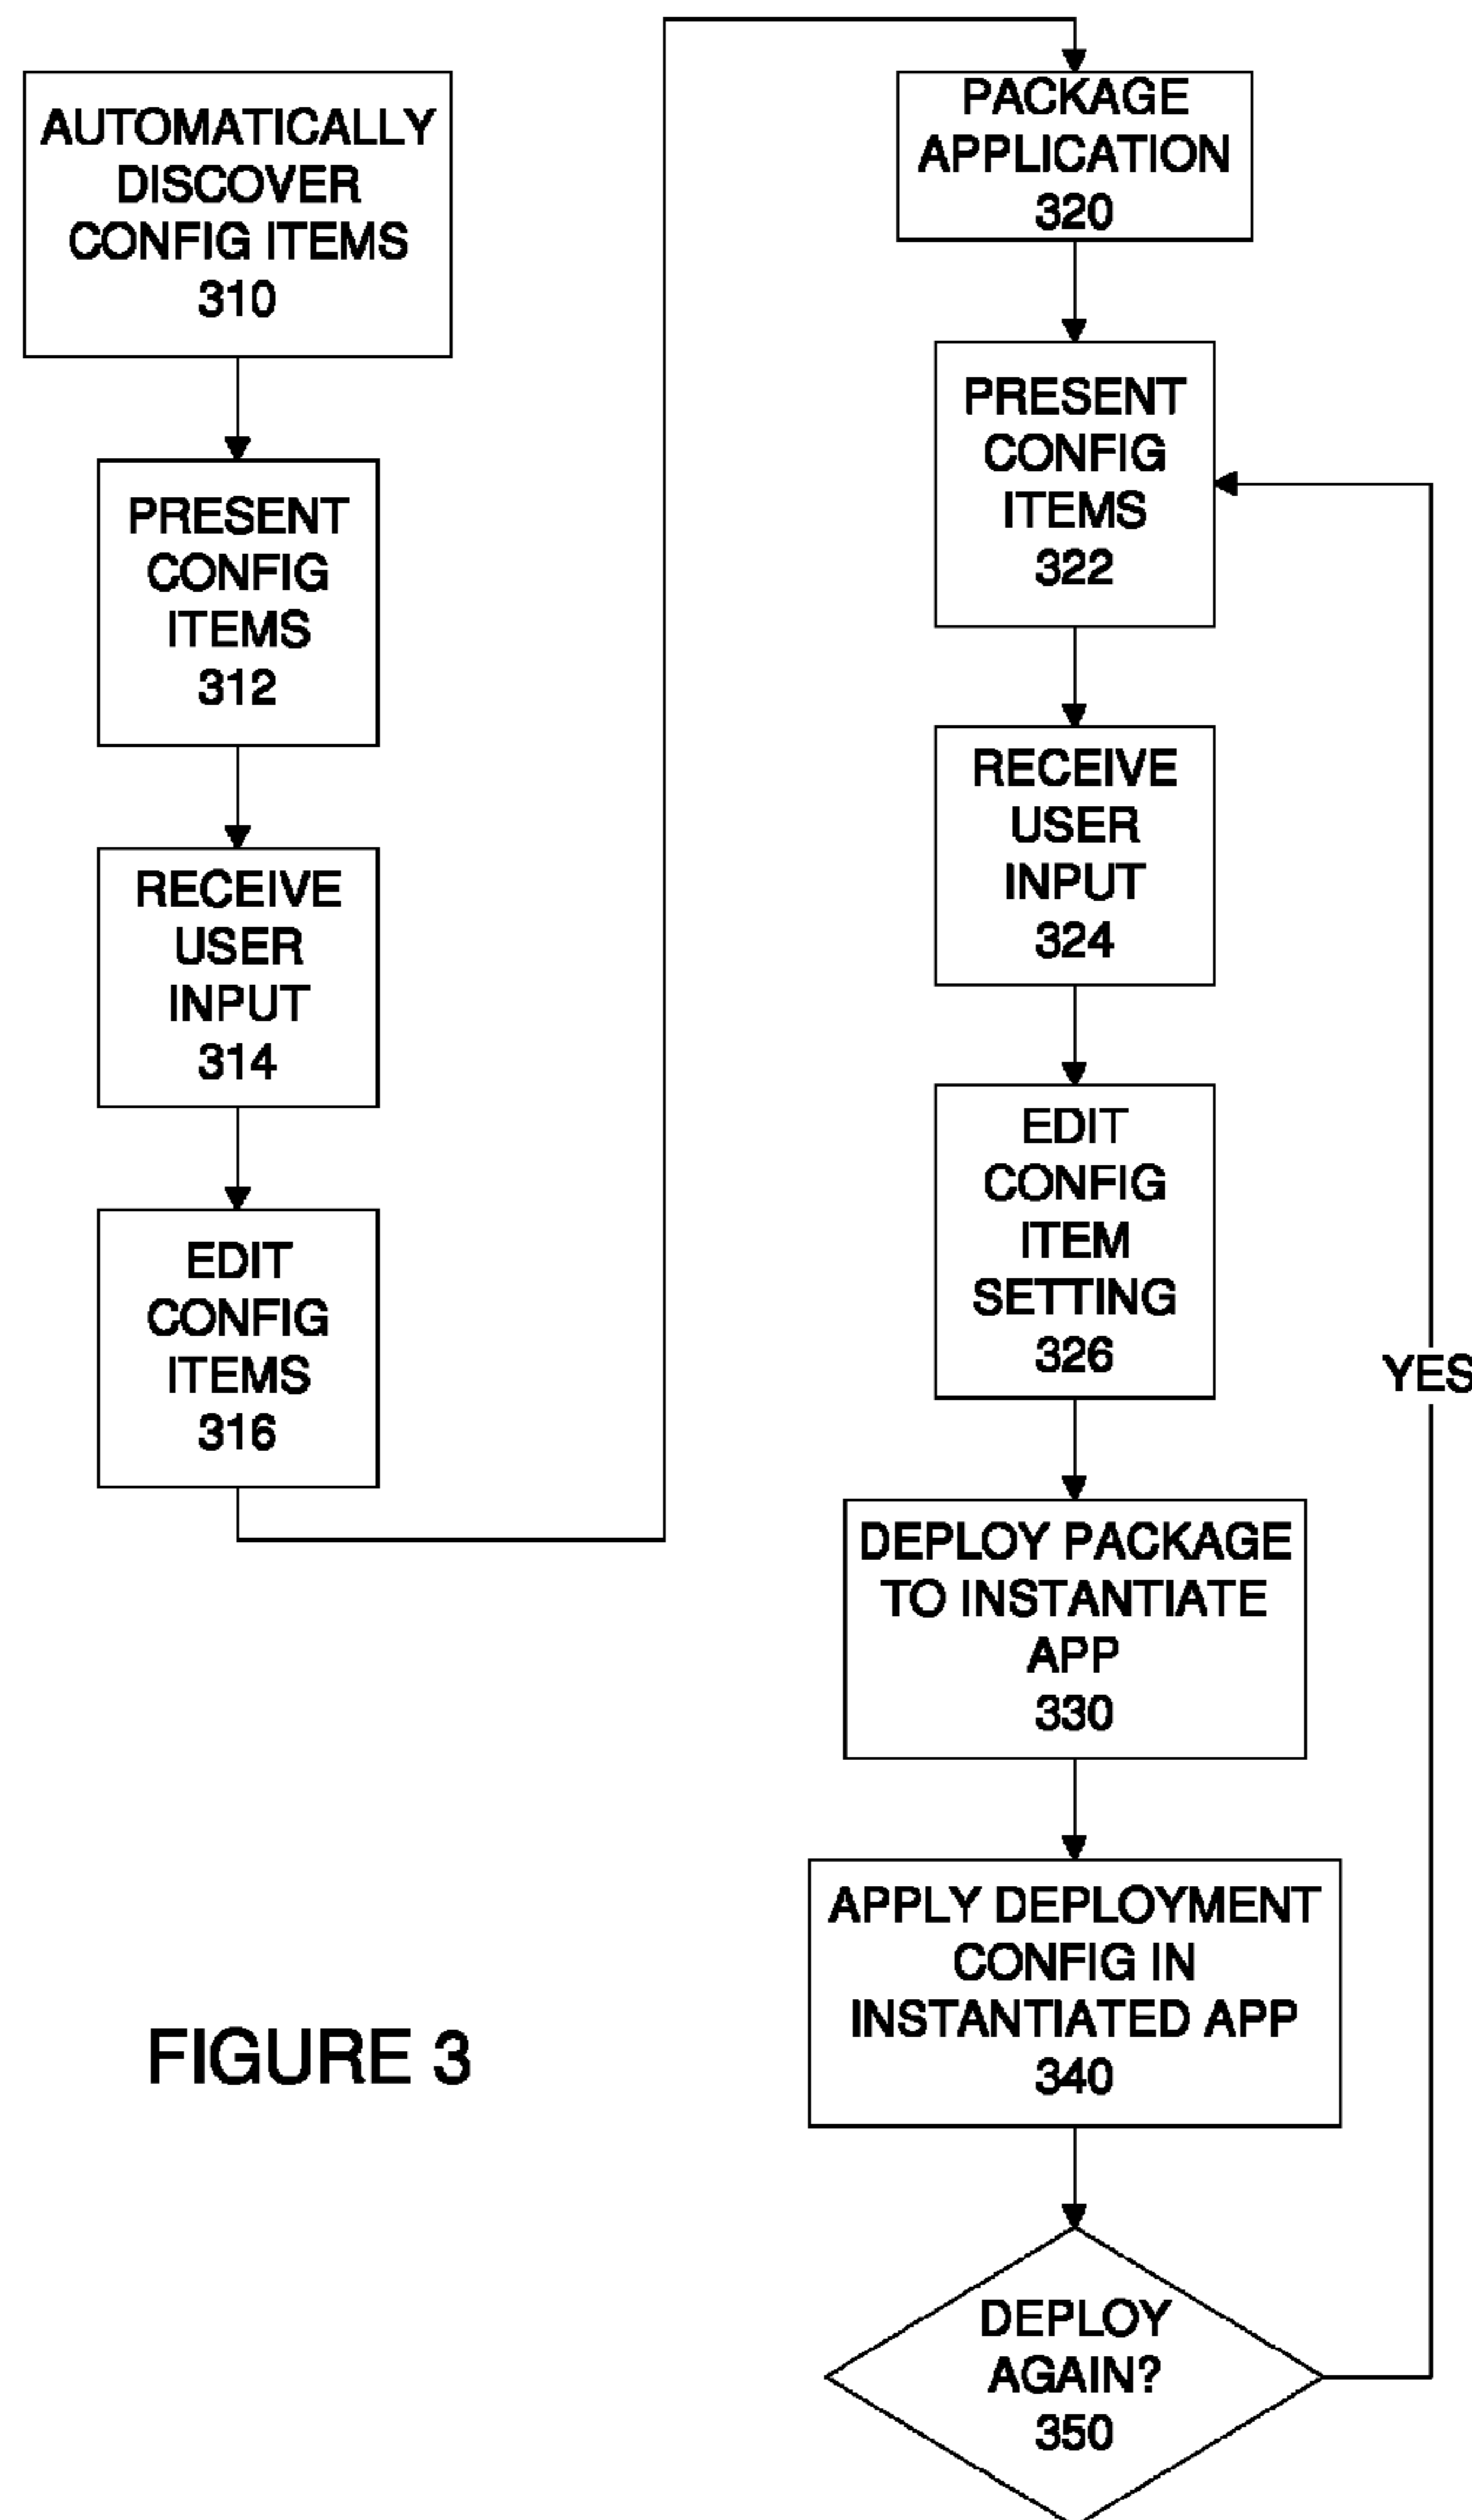 AUTOMATICALLY
DISCOVER
CONFIG ITEMS
310
PRESENT
CONFIG
ITEMS
312
RECEIVE
USER
INPUT
314
EDIT
CONFIG
ITEMS
316
PACKAGE
APPLICATION
320
PRESENT
CONFIG
ITEMS
322
RECEIVE
USER
INPUT
324
EDIT
CONFIG
ITEM
SETTING
326
YES
DEPLOY PACKAGE
TO INSTANTIATE
APP
330
APPLY DEPLOYMENT
CONFIG IN
INSTANTIATED APP
340
DEPLOY
AGAIN?
350
FIGURE 3